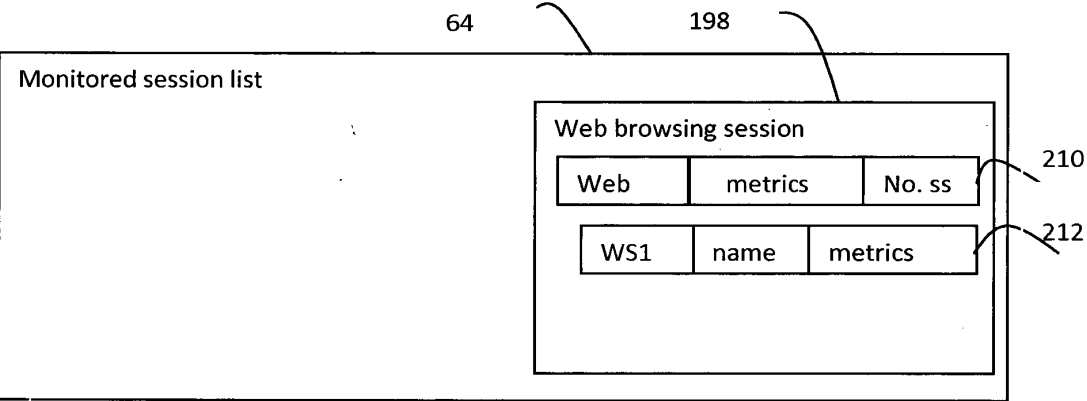 64 198
Monitored session list
Web browsing session
210
Web metrics No. ss
212
WS1 name metrics